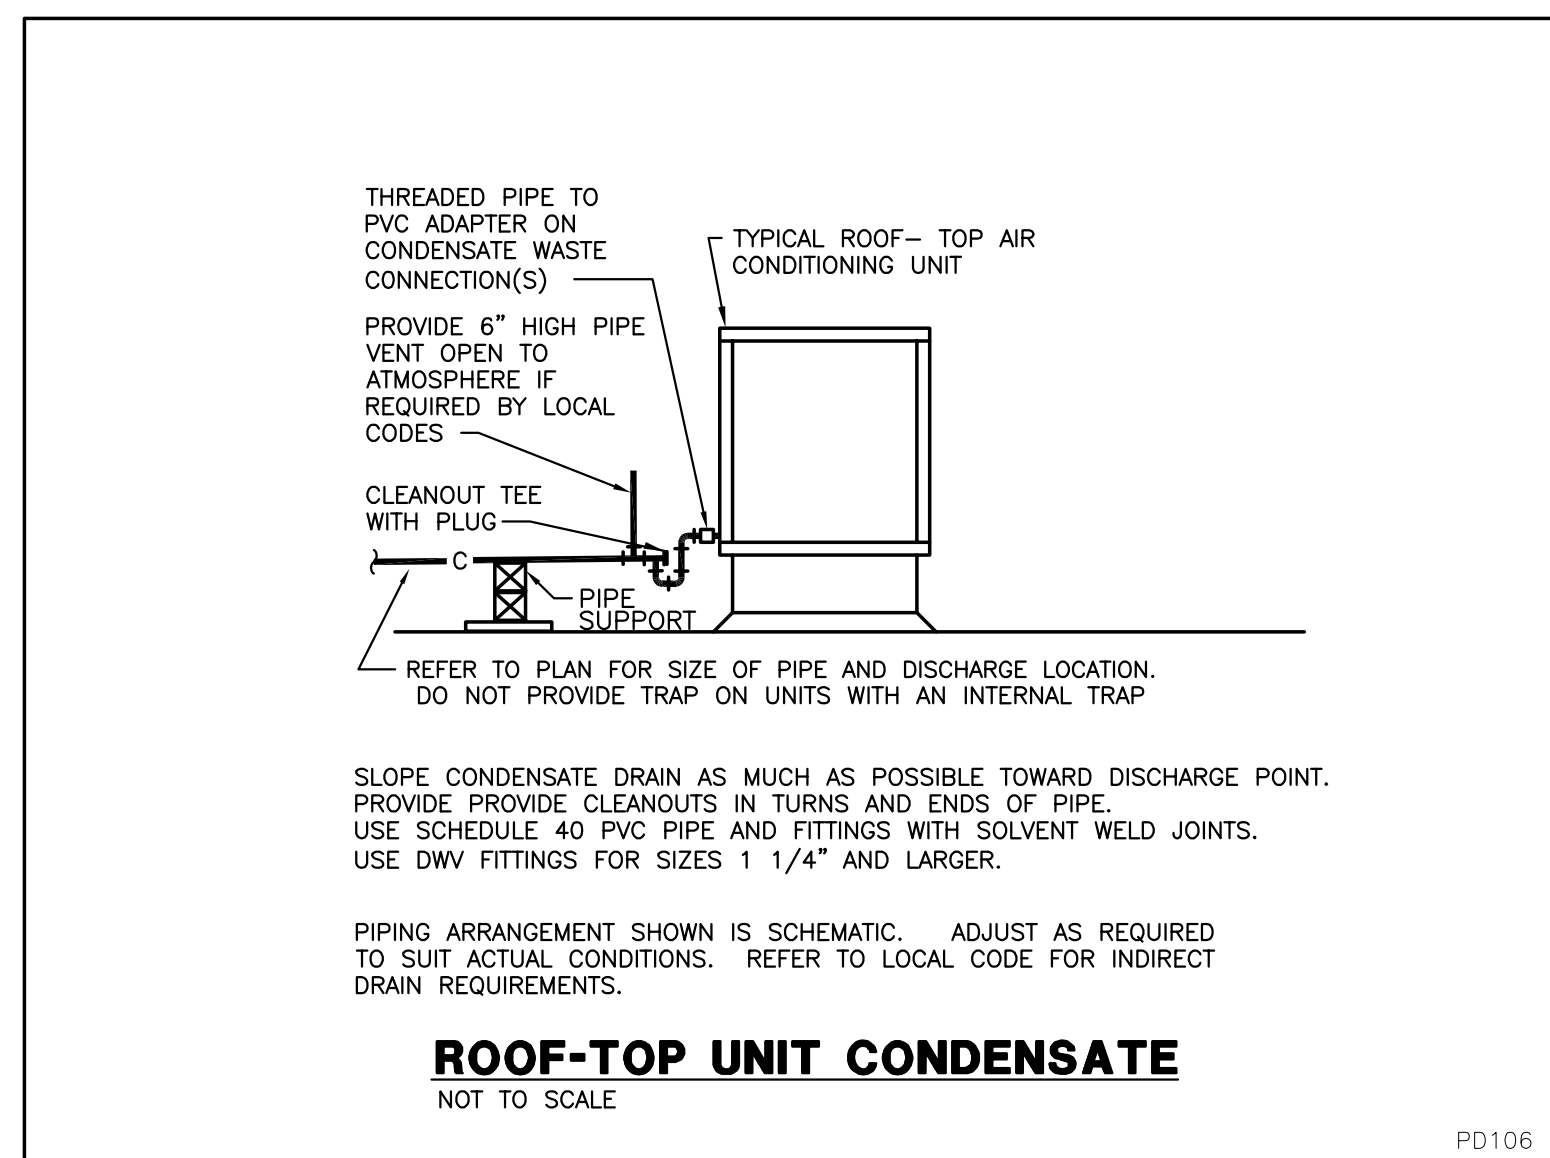 THREADED PIPE TO
PVC ADAPTER ON
CONDENSATE WASTE
CONNECTION(S)
TYPICAL ROOF– TOP AIR
CONDITIONING UNIT
PROVIDE 6” HIGH PIPE
VENT OPEN TO
ATMOSPHERE IF
REQUIRED BY LOCAL
CODES
CLEANOUT TEE
WITH PLUG
C
PIPE
SUPPORT
REFER TO PLAN FOR SIZE OF PIPE AND DISCHARGE LOCATION.
DO NOT PROVIDE TRAP ON UNITS WITH AN INTERNAL TRAP
SLOPE CONDENSATE DRAIN AS MUCH AS POSSIBLE TOWARD DISCHARGE POINT.
PROVIDE PROVIDE CLEANOUTS IN TURNS AND ENDS OF PIPE.
USE SCHEDULE 40 PVC PIPE AND FITTINGS WITH SOLVENT WELD JOINTS.
USE DWV FITTINGS FOR SIZES 1 1/4” AND LARGER.
PIPING ARRANGEMENT SHOWN IS SCHEMATIC. ADJUST AS REQUIRED
TO SUIT ACTUAL CONDITIONS. REFER TO LOCAL CODE FOR INDIRECT
DRAIN REQUIREMENTS.
ROOF-TOP UNIT CONDENSATE
NOT TO SCALE
PD106